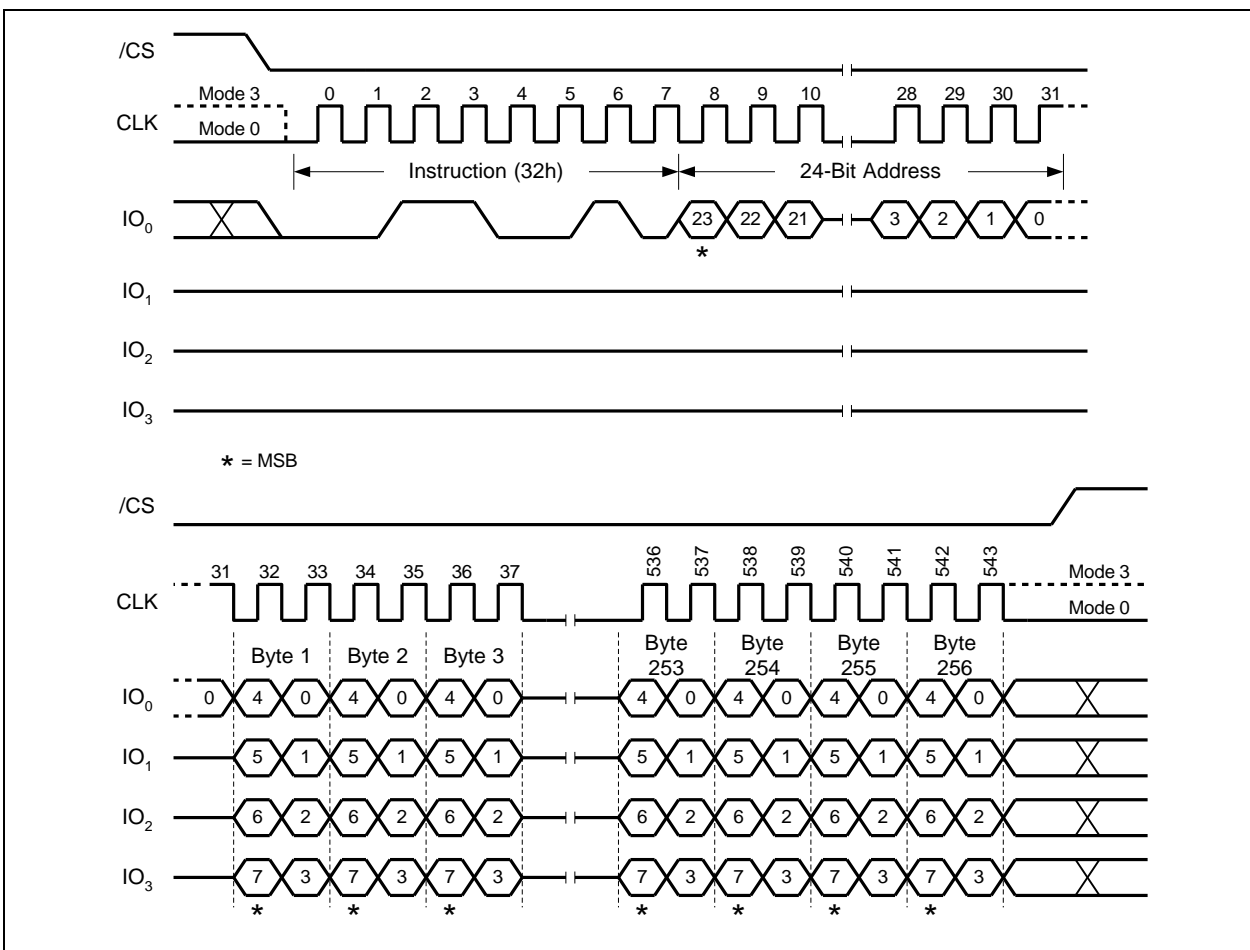 /CS
Mode 3 0 1 2 3 4 5 6 7 8 9 10 28 29 30 31
CLK
Mode 0
Instruction (32h) 24-Bit Address
IO0 23 22 21 3 2 1 0
*
IO1
IO2
IO3
* = MSB
/CS
31 32 33 34 35 36 37 536 537 538 539 540 541 542 543
Mode 3
CLK
Mode 0
Byte 1 Byte 2 Byte 3 Byte 253 Byte 254 Byte 255 Byte 256
IO0 0 4 0 4 0 4 0 4 0 4 0 4 0 4 0
IO1 5 1 5 1 5 1 5 1 5 1 5 1 5 1
IO2 6 2 6 2 6 2 6 2 6 2 6 2 6 2
IO3 7 3 7 3 7 3 7 3 7 3 7 3 7 3
* * * * * * *